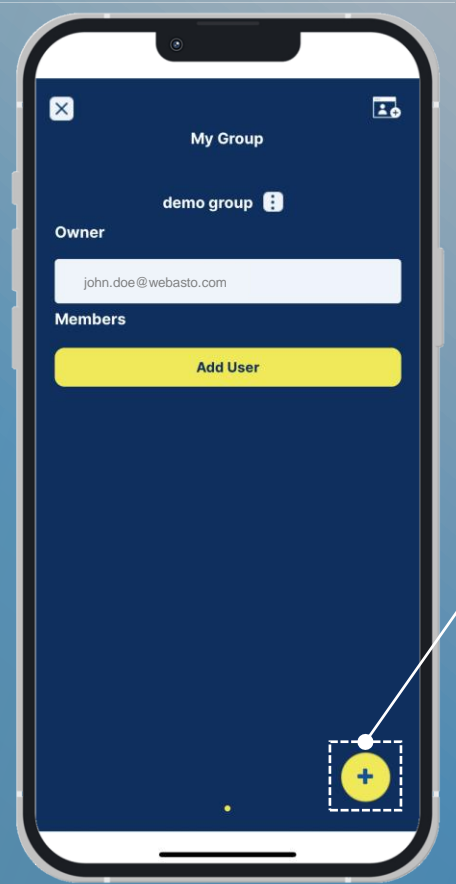 My Group
demo group
Owner
john.doe@webasto.com
Members
Add User
+